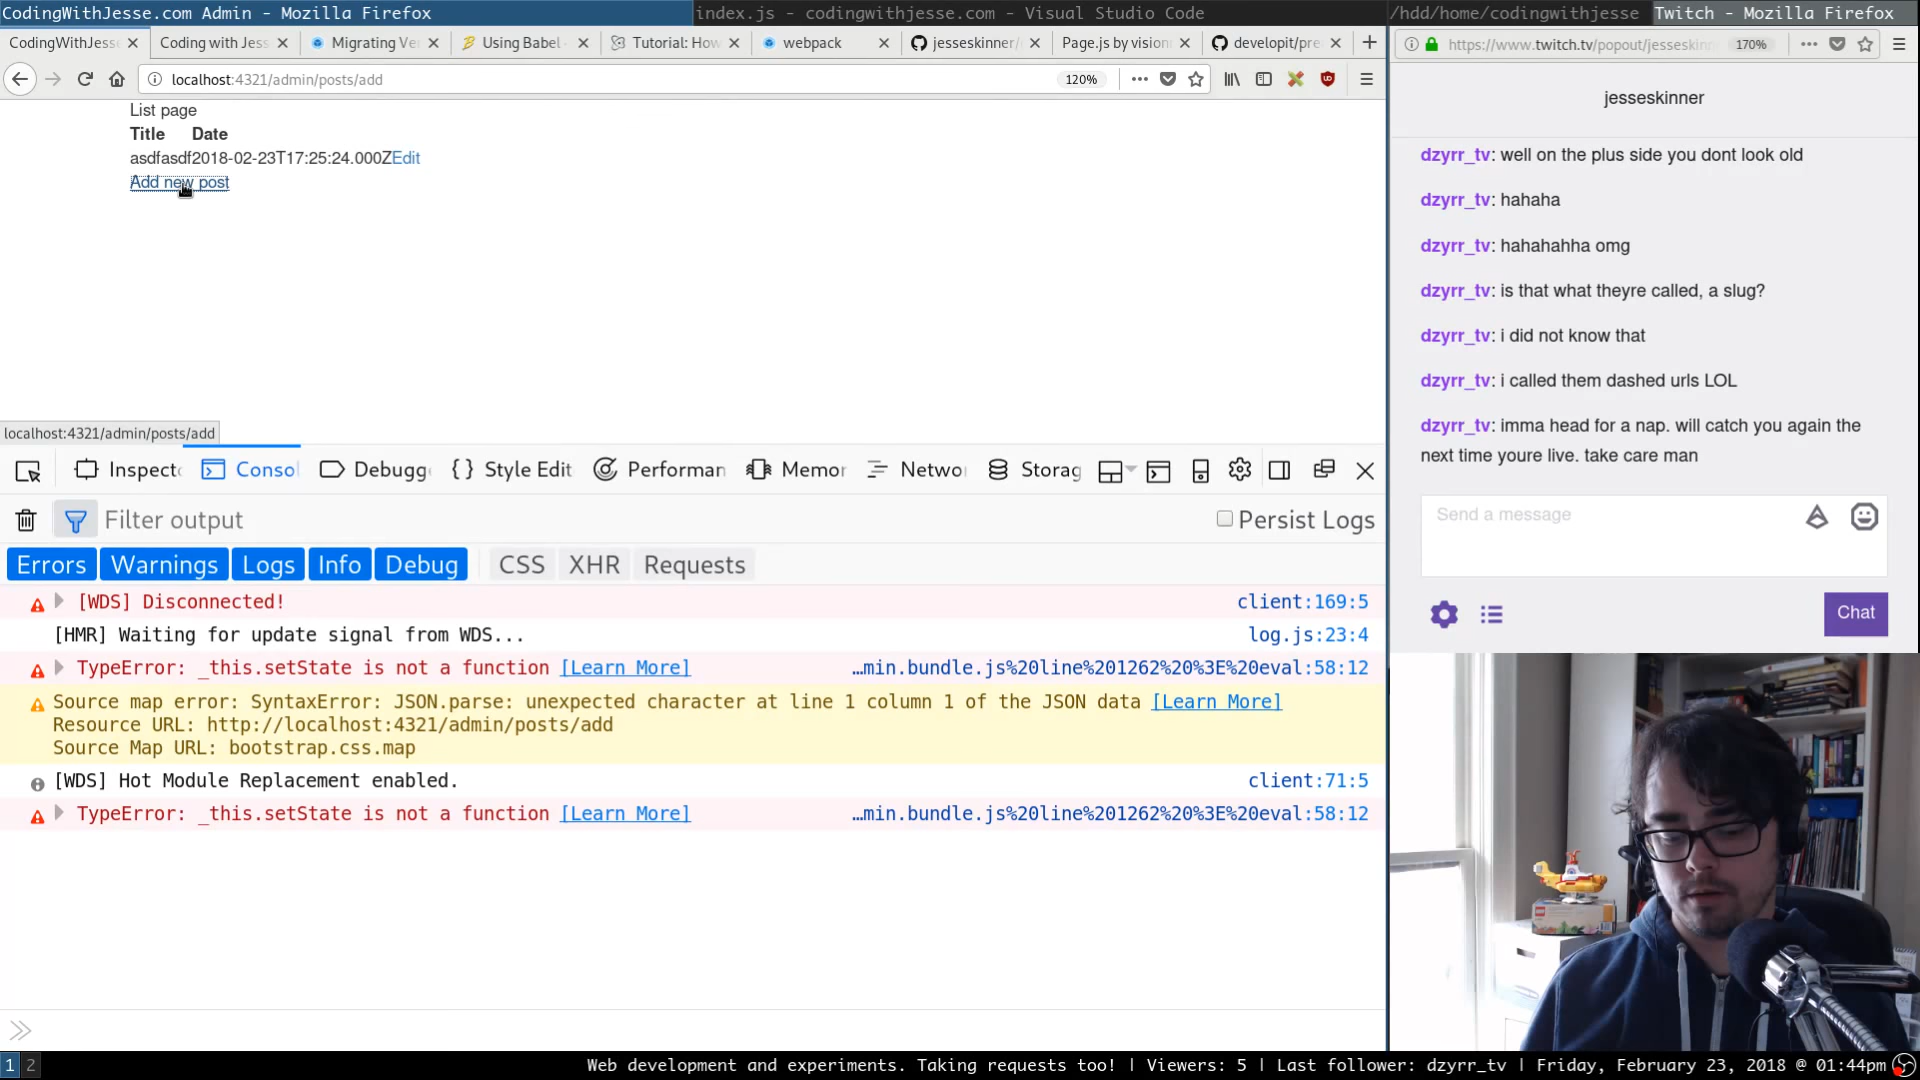 CodingWithJesse.com Admin - Mozilla Firefox
index.js - codingwithjesse.com - Visual Studio Code
/hdd/home/codingwithjesse
Twitch - Mozilla Firefox
CodingWithJess
Coding with Jess
Migrating Ve
Using Babel
Tutorial: How
webpack
jesseskinner/
Page.js by vision
developit/pre
localhost:4321/admin/posts/add
120%
https://www.twitch.tv/popout/jesseskinn
170%
List page
Title Date
asdfasdf2018-02-23T17:25:24.000ZEdit
Add new post
localhost:4321/admin/posts/add
Inspect
Consol
Debugg
{ } Style Edit
Performan
Memor
Netwo
Storag
Filter output
Persist Logs
Errors Warnings Logs Info Debug CSS XHR Requests
[WDS] Disconnected! client:169:5
[HMR] Waiting for update signal from WDS... log.js:23:4
TypeError: _this.setState is not a function [Learn More] …min.bundle.js%20line%201262%20%3E%20eval:58:12
Source map error: SyntaxError: JSON.parse: unexpected character at line 1 column 1 of the JSON data [Learn More]
Resource URL: http://localhost:4321/admin/posts/add
Source Map URL: bootstrap.css.map
[WDS] Hot Module Replacement enabled. client:71:5
TypeError: _this.setState is not a function [Learn More] …min.bundle.js%20line%201262%20%3E%20eval:58:12
jesseskinner
dzyrr_tv: well on the plus side you dont look old
dzyrr_tv: hahaha
dzyrr_tv: hahahahha omg
dzyrr_tv: is that what theyre called, a slug?
dzyrr_tv: i did not know that
dzyrr_tv: i called them dashed urls LOL
dzyrr_tv: imma head for a nap. will catch you again the
next time youre live. take care man
Send a message
Chat
1 2
Web development and experiments. Taking requests too! | Viewers: 5 | Last follower: dzyrr_tv | Friday, February 23, 2018 @ 01:44pm